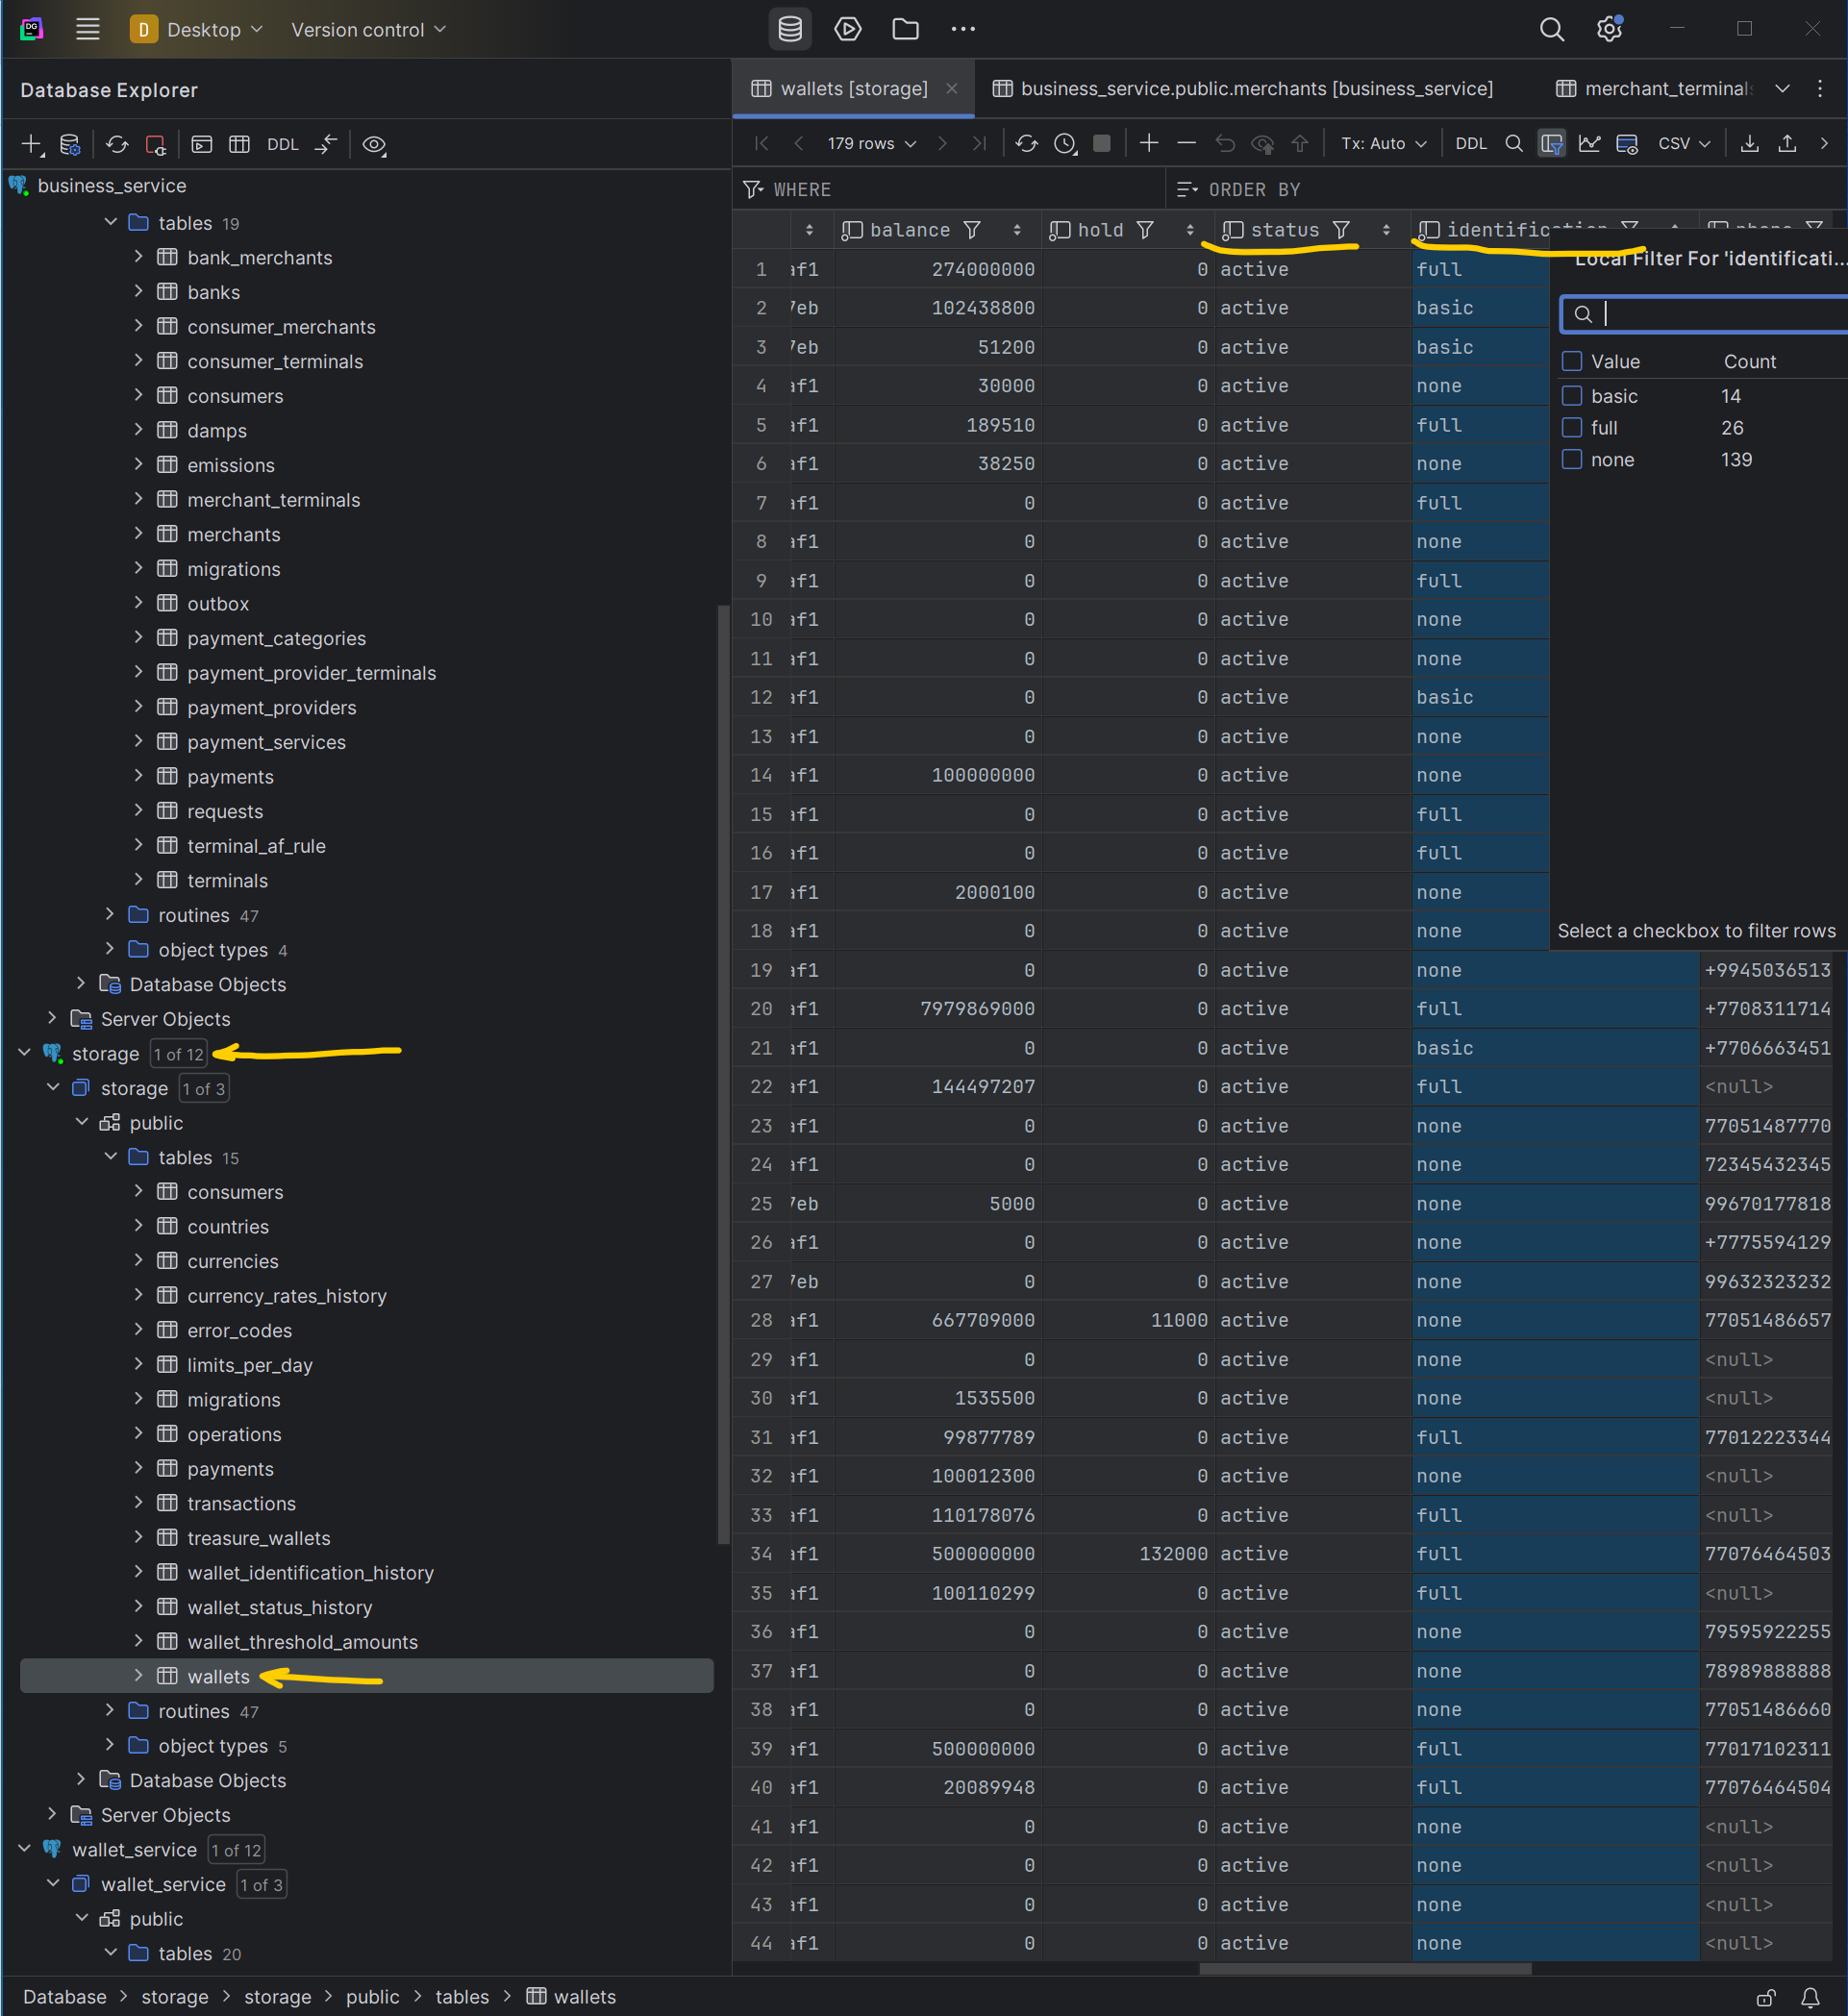 D Desktop Version control
Database Explorer
wallets [storage] business_service.public.merchants [business_service] merchant_terminal
DDL
179 rows Tx: Auto DDL CSV
business_service
WHERE ORDER BY
tables 19
balance hold status identification phone
bank_merchants
banks
consumer_merchants
consumer_terminals
consumers
damps
emissions
merchant_terminals
merchants
migrations
outbox
payment_categories
payment_provider_terminals
payment_providers
payment_services
payments
requests
terminal_af_rule
terminals
routines 47
object types 4
Database Objects
Server Objects
storage 1 of 12
storage 1 of 3
public
tables 15
consumers
countries
currencies
currency_rates_history
error_codes
limits_per_day
migrations
operations
payments
transactions
treasure_wallets
wallet_identification_history
wallet_status_history
wallet_threshold_amounts
wallets
routines 47
object types 5
Database Objects
Server Objects
wallet_service 1 of 12
wallet_service 1 of 3
public
tables 20
1 af1 274000000 0 active full
2 7eb 102438800 0 active basic
3 7eb 51200 0 active basic
4 af1 30000 0 active none
5 af1 189510 0 active full
6 af1 38250 0 active none
7 af1 0 0 active full
8 af1 0 0 active none
9 af1 0 0 active full
10 af1 0 0 active none
11 af1 0 0 active none
12 af1 0 0 active basic
13 af1 0 0 active none
14 af1 100000000 0 active none
15 af1 0 0 active full
16 af1 0 0 active full
17 af1 2000100 0 active none
18 af1 0 0 active none
19 af1 0 0 active none +9945036513
20 af1 7979869000 0 active full +7708311714
21 af1 0 0 active basic +7706663451
22 af1 144497207 0 active full <null>
23 af1 0 0 active none 77051487770
24 af1 0 0 active none 72345432345
25 7eb 5000 0 active none 99670177818
26 af1 0 0 active none +7775594129
27 7eb 0 0 active none 99632323232
28 af1 667709000 11000 active none 77051486657
29 af1 0 0 active none <null>
30 af1 1535500 0 active none <null>
31 af1 99877789 0 active full 77012223344
32 af1 100012300 0 active none <null>
33 af1 110178076 0 active full <null>
34 af1 500000000 132000 active full 77076464503
35 af1 100110299 0 active full <null>
36 af1 0 0 active none 79595922255
37 af1 0 0 active none 78989888888
38 af1 0 0 active none 77051486660
39 af1 500000000 0 active full 77017102311
40 af1 20089948 0 active full 77076464504
41 af1 0 0 active none <null>
42 af1 0 0 active none <null>
43 af1 0 0 active none <null>
44 af1 0 0 active none <null>
Local Filter For 'identificati...
Value Count
basic 14
full 26
none 139
Select a checkbox to filter rows
Database > storage > storage > public > tables > wallets